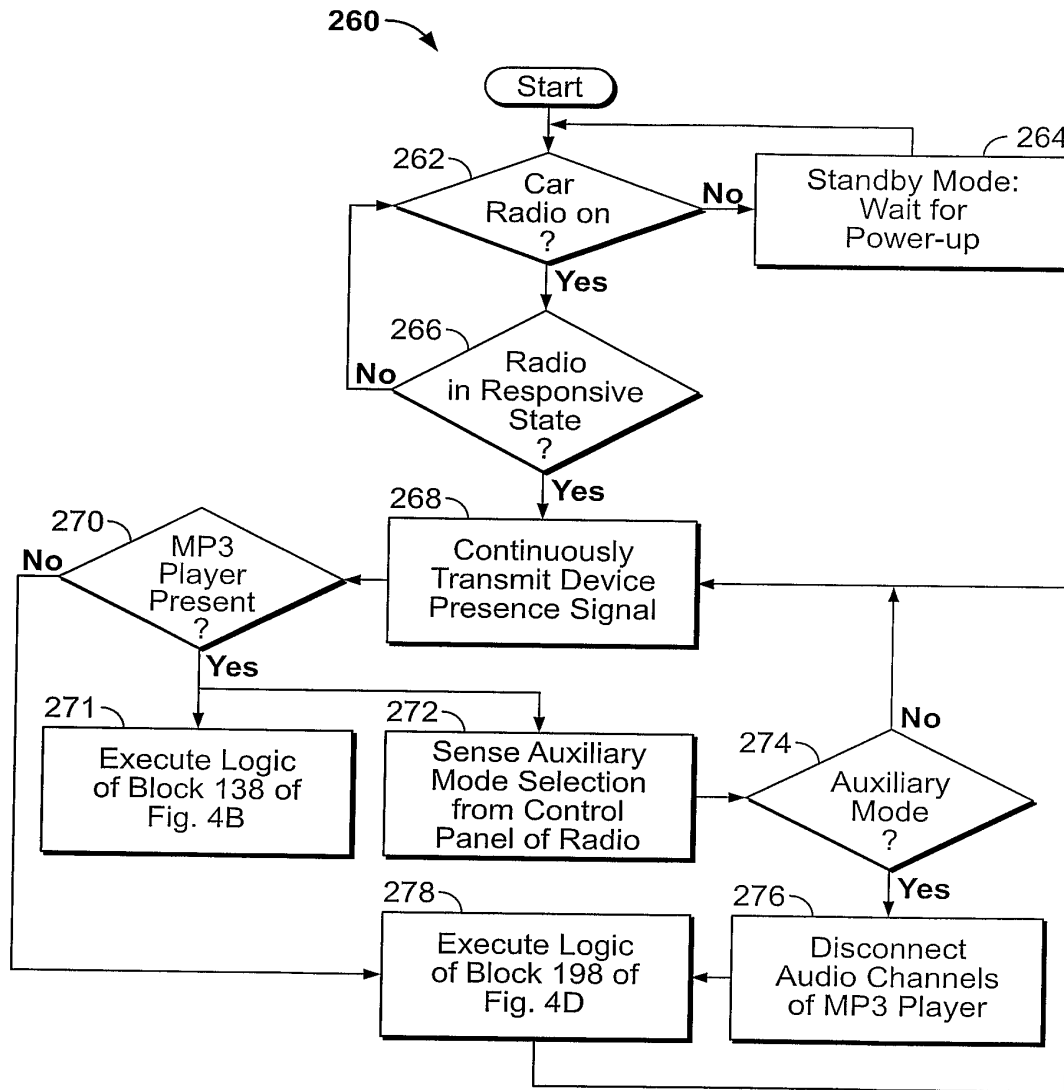 260
Start
262
Car
Radio on
?
No
Yes
264
Standby Mode:
Wait for
Power-up
266
Radio
in Responsive
State
?
No
Yes
268
Continuously
Transmit Device
Presence Signal
270
MP3
Player
Present
?
No
Yes
271
Execute Logic
of Block 138 of
Fig. 4B
272
Sense Auxiliary
Mode Selection
from Control
Panel of Radio
274
Auxiliary
Mode
?
No
Yes
276
Disconnect
Audio Channels
of MP3 Player
278
Execute Logic
of Block 198 of
Fig. 4D